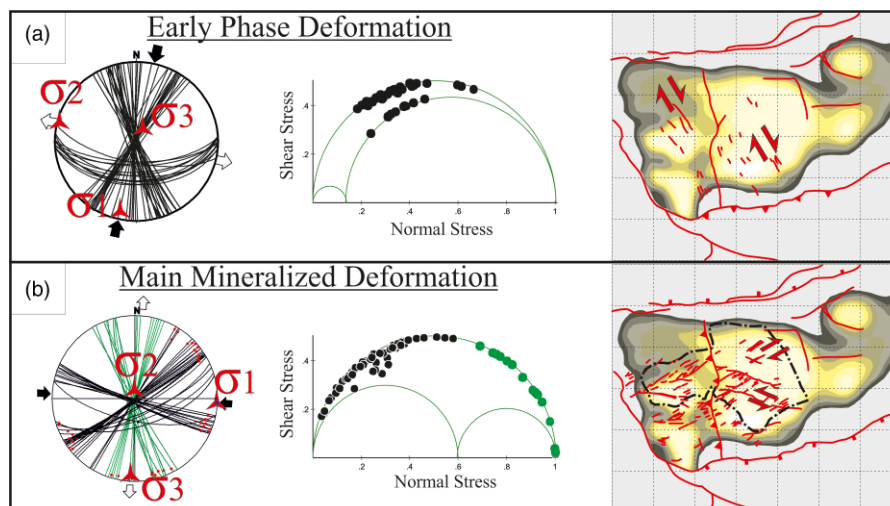 (a)
Early Phase Deformation
N
σ2
σ3
σ1
Shear Stress
.4
.2
.2
.4
.6
.8
1
Normal Stress
(b)
Main Mineralized Deformation
N
σ2
σ1
σ3
Shear Stress
.4
.2
.2
.4
.6
.8
1
Normal Stress